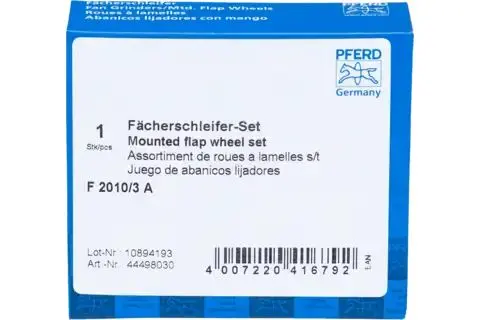 Fächerschleifer
Fan Grinders/Mtd. Flap Wheels
Roues à lamelles
Abanicos lijadores con mango
PFERD
Germany
1
Stk/pcs
Fächerschleifer-Set
Mounted flap wheel set
Assortiment de roues a lamelles s/t
Juego de abanicos lijadores
F 2010/3 A
Lot-Nr : 10894193
Art -Nr.: 44498030
4 007220 416792
EAN